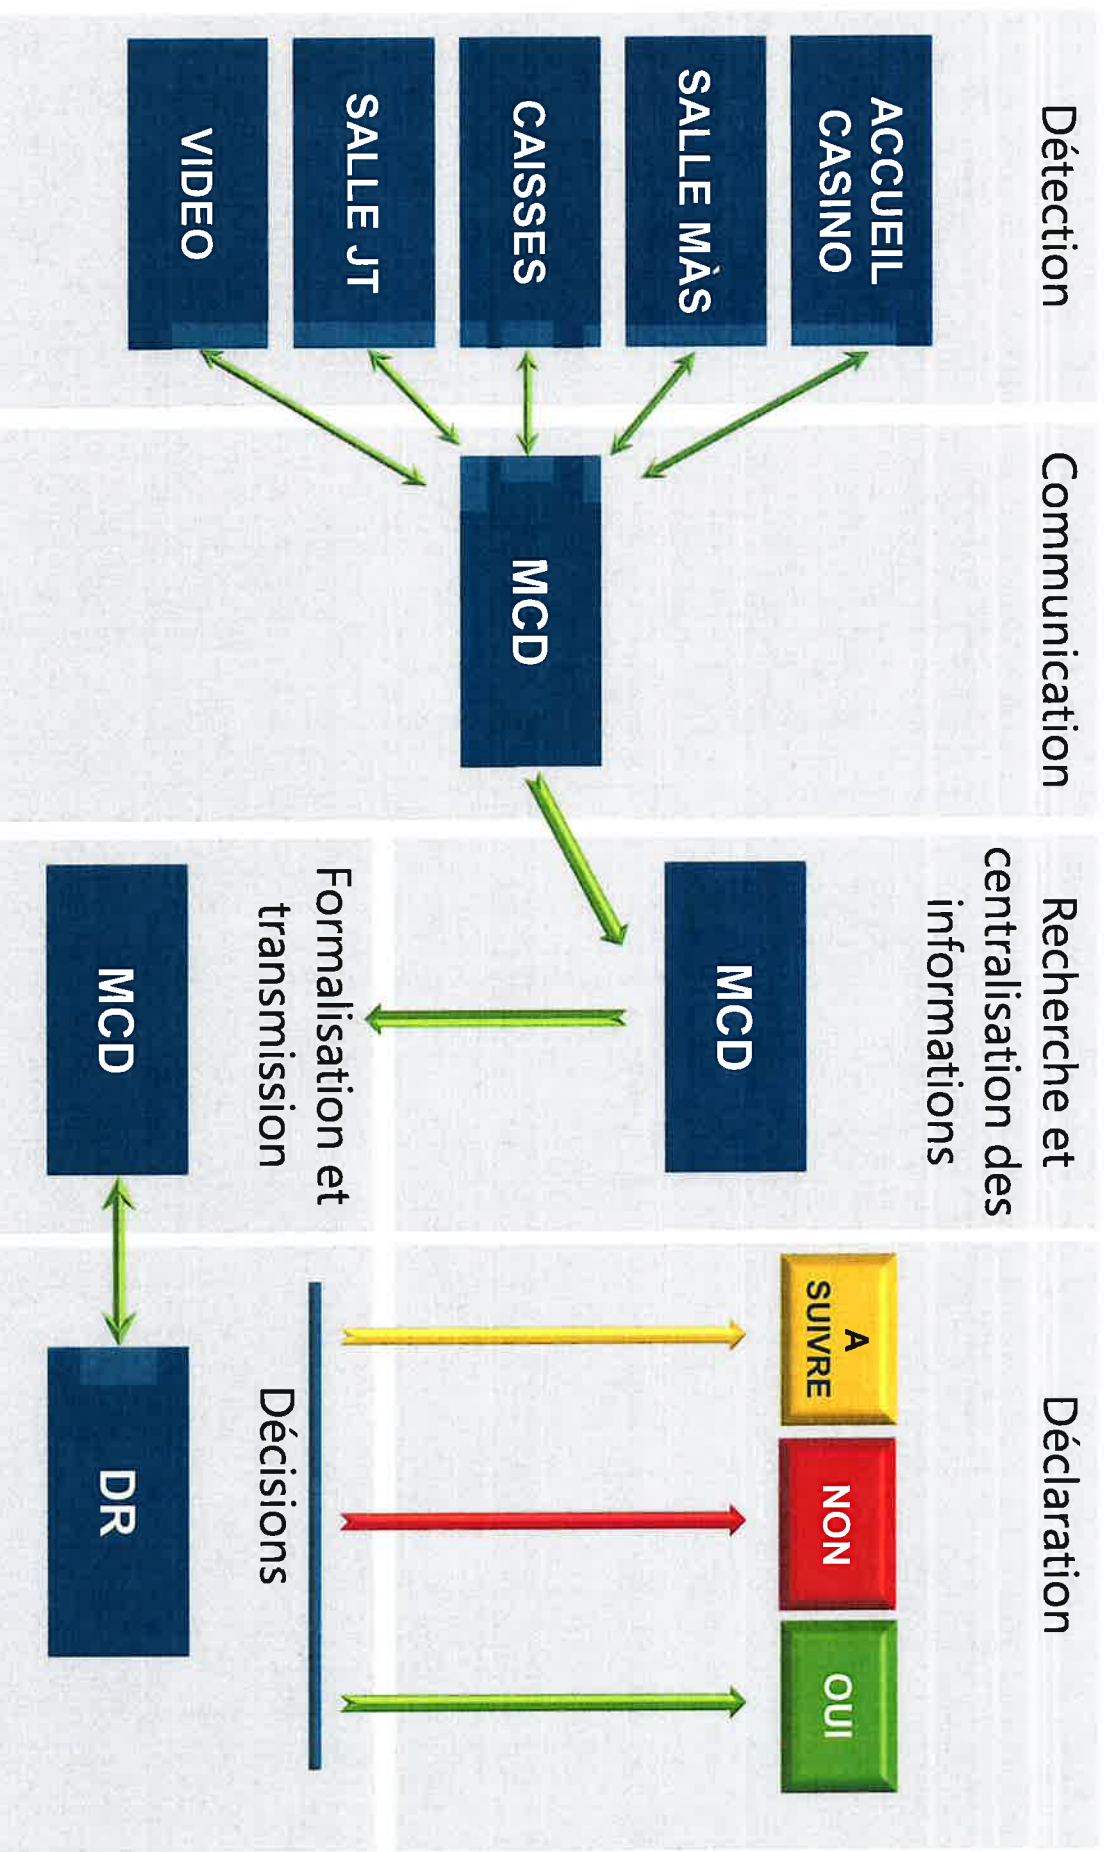 Détection
ACCUEIL
CASINO
SALLE MÀS
CAISSES
SALLE JT
VIDEO
Communication
MCD
Recherche et
centralisation des
informations
MCD
Formalisation et
transmission
MCD
Déclaration
A
SUIVRE
NON
OUI
Décisions
DR